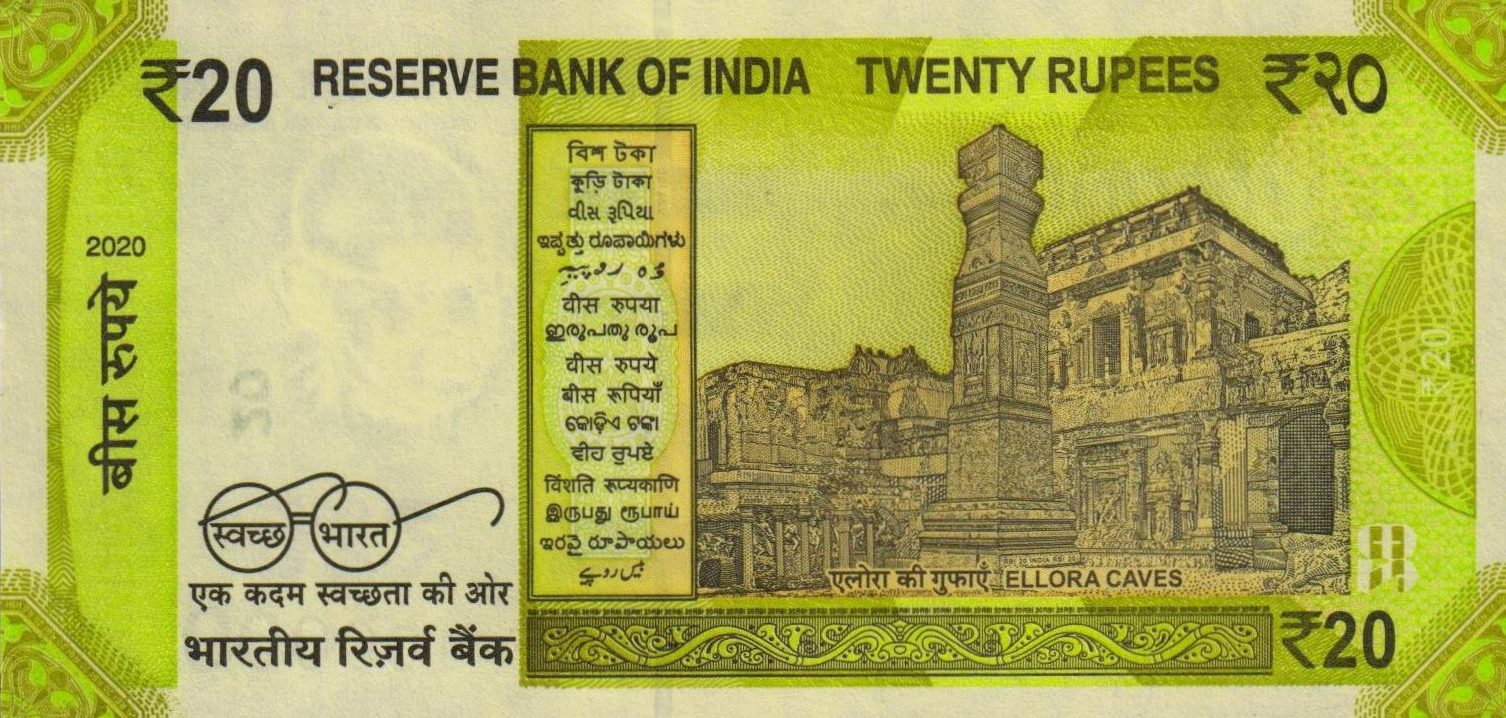 ₹20 RESERVE BANK OF INDIA TWENTY RUPEES ₹२०
2020
बीस रुपये
বিশ টকা
কুড়ি টাকা
વીસ રૂપિયા
ಇಪ್ಪತ್ತು ರೂಪಾಯಿಗಳು
वीस रुपया
ഇരുപതു രൂപ
वीस रुपये
बीस रूपियाँ
କୋଡ଼ିଏ ଟଙ୍କା
ਵੀਹ ਰੁਪਏ
विंशति रूप्यकाणि
இருபது ரூபாய்
ఇరవై రూపాయలు
بیس روپے
₹20
स्वच्छ भारत
एक कदम स्वच्छता की ओर
भारतीय रिज़र्व बैंक
एलोरा की गुफाएँ ELLORA CAVES
₹20